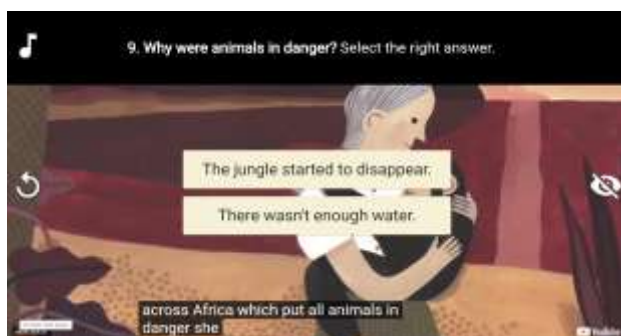 9. Why were animals in danger? Select the right answer.
The jungle started to disappear.
There wasn't enough water.
across Africa which put all animals in
danger she
YouTube